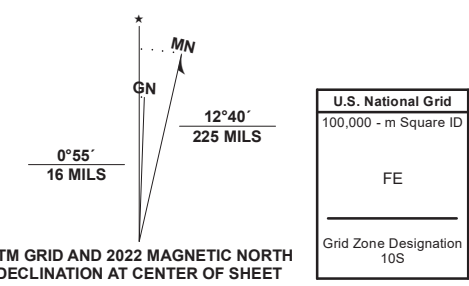 ★
MN
GN
12°40´
225 MILS
0°55´
16 MILS
TM GRID AND 2022 MAGNETIC NORTH
DECLINATION AT CENTER OF SHEET
U.S. National Grid
100,000 - m Square ID
FE
Grid Zone Designation
10S